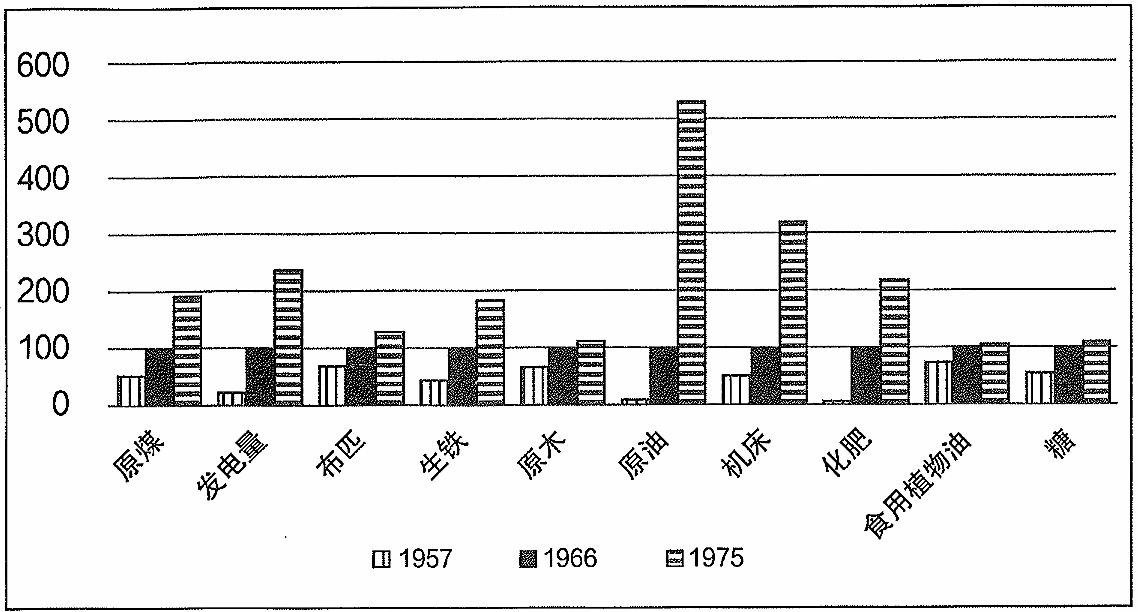 600
500
400
300
200
100
0
原煤
发电量
布匹
生铁
原木
原油
机床
化肥
食用植物油
糖
1957 1966 1975